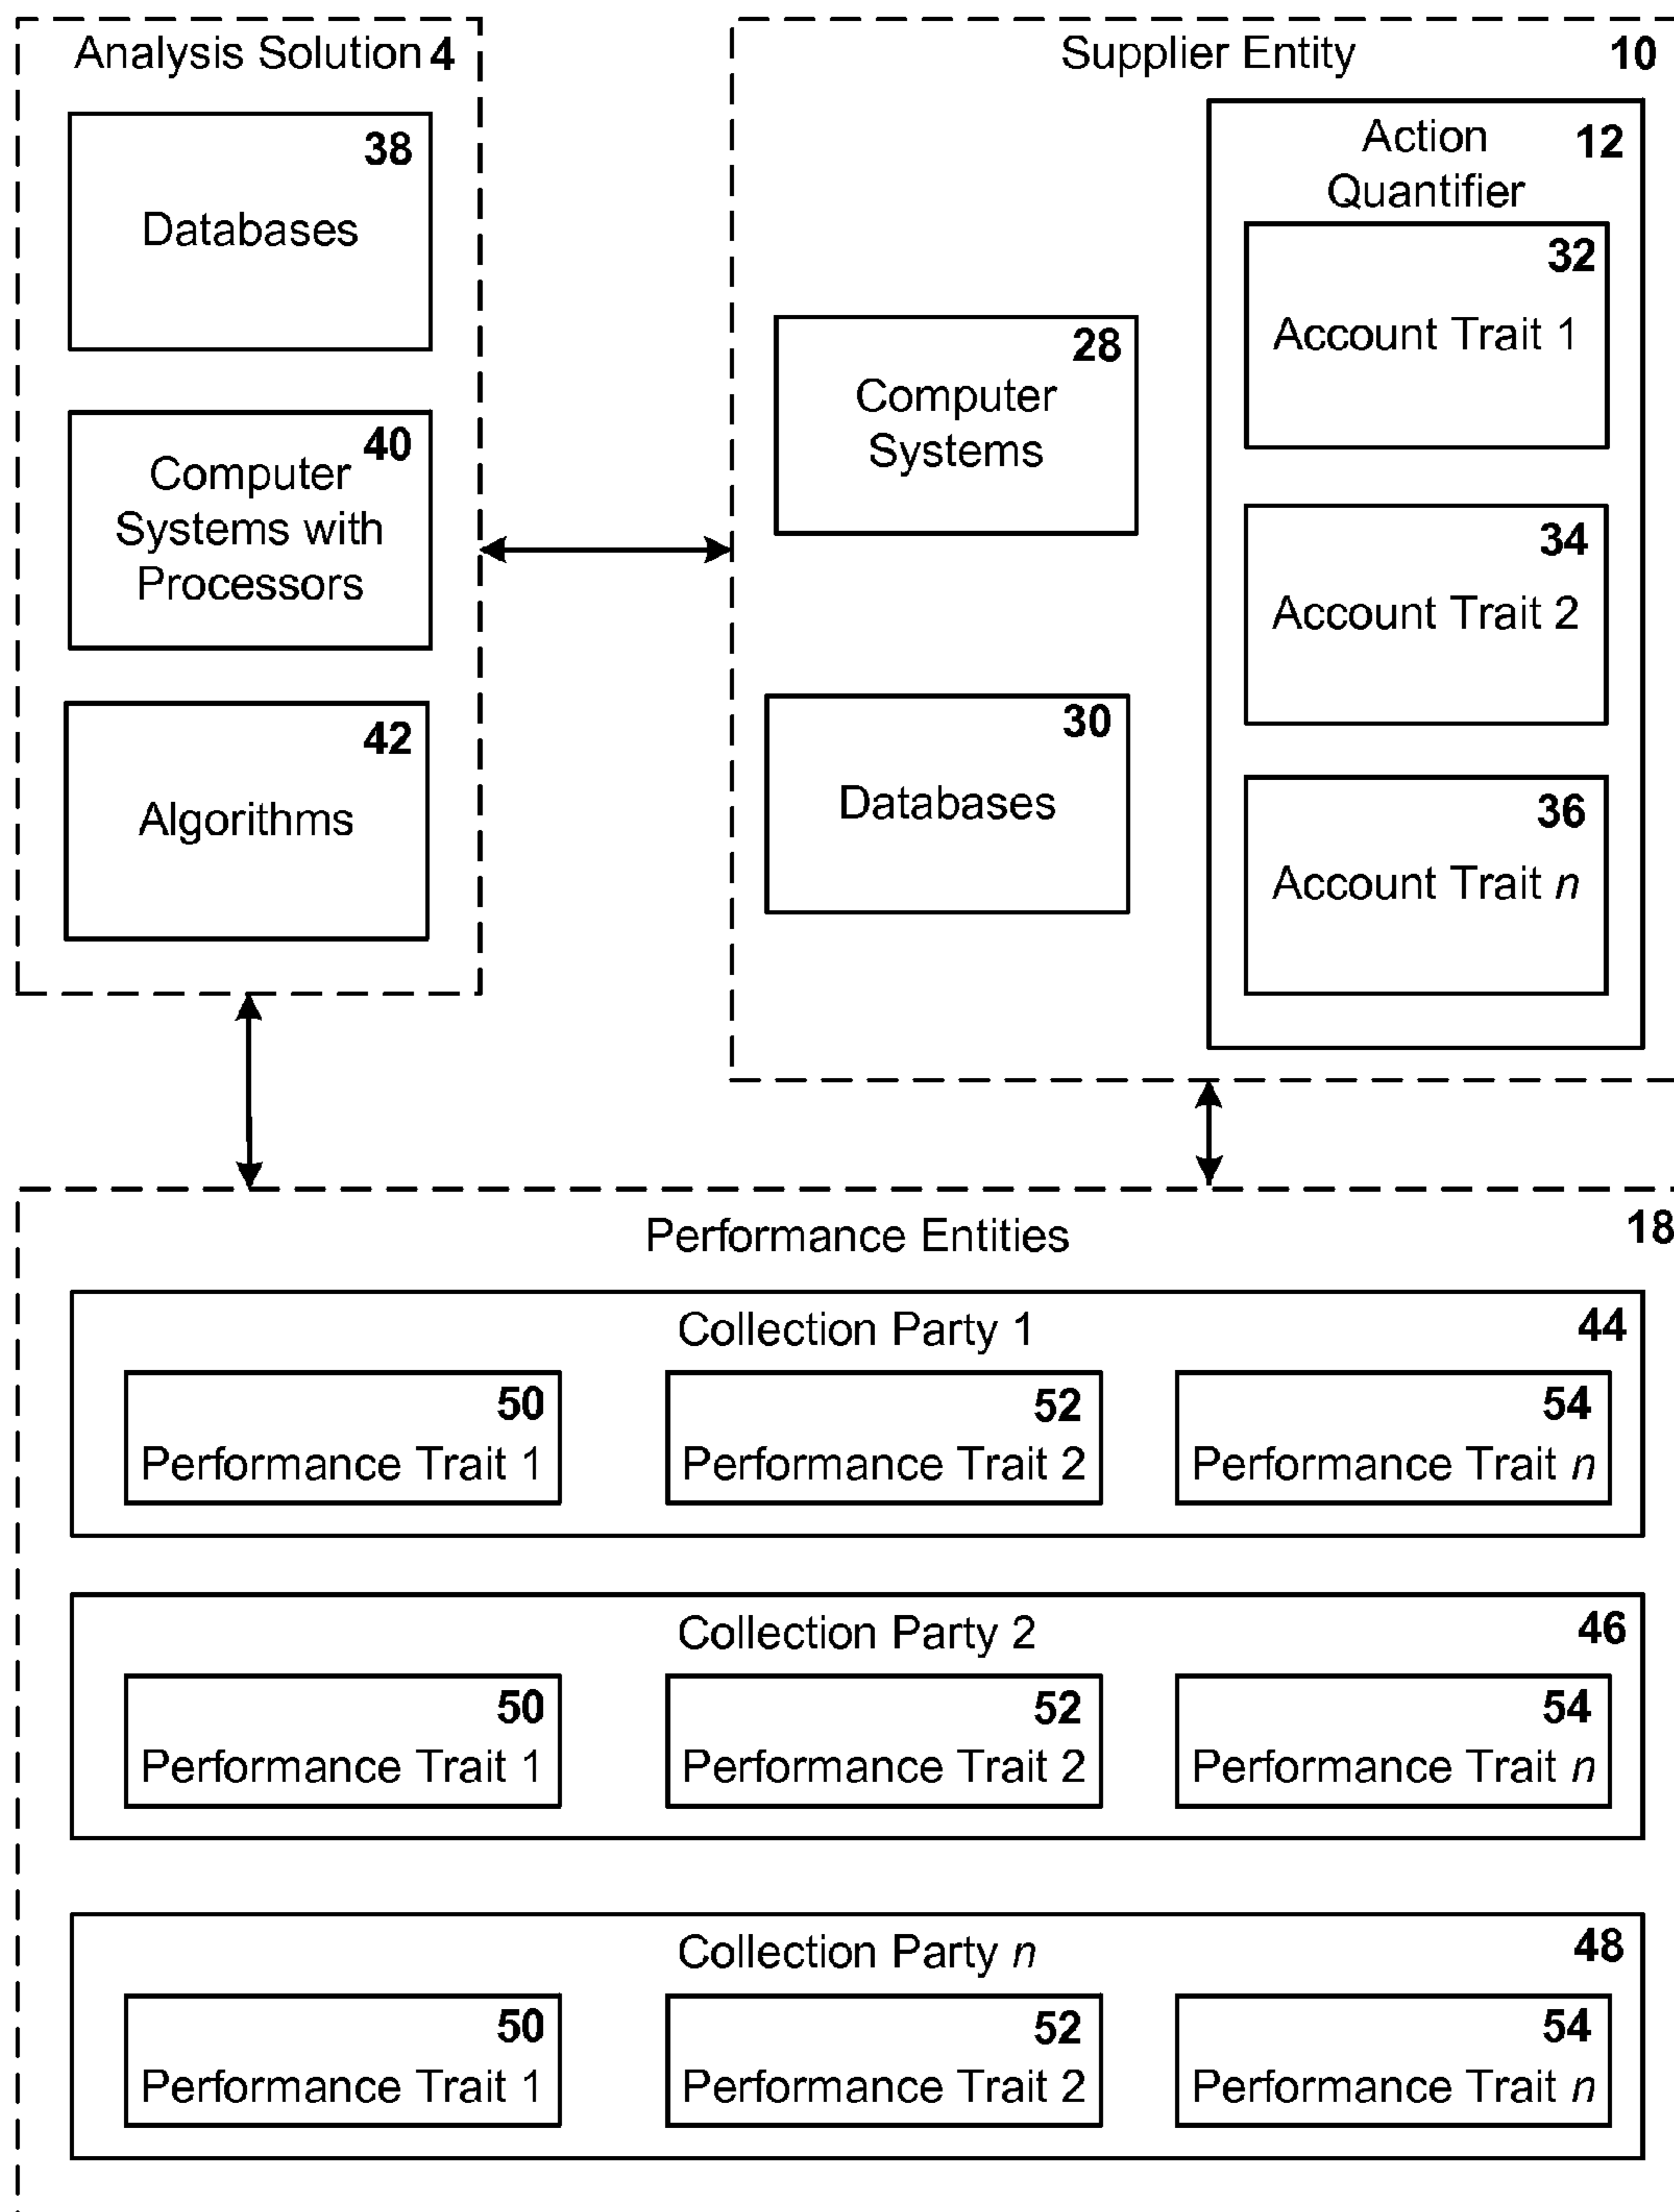 Analysis Solution 4
38
Databases
40
Computer
Systems with
Processors
42
Algorithms
Supplier Entity 10
28
Computer
Systems
30
Databases
Action 12
Quantifier
32
Account Trait 1
34
Account Trait 2
36
Account Trait n
Performance Entities 18
Collection Party 1 44
50
Performance Trait 1
52
Performance Trait 2
54
Performance Trait n
Collection Party 2 46
50
Performance Trait 1
52
Performance Trait 2
54
Performance Trait n
Collection Party n 48
50
Performance Trait 1
52
Performance Trait 2
54
Performance Trait n